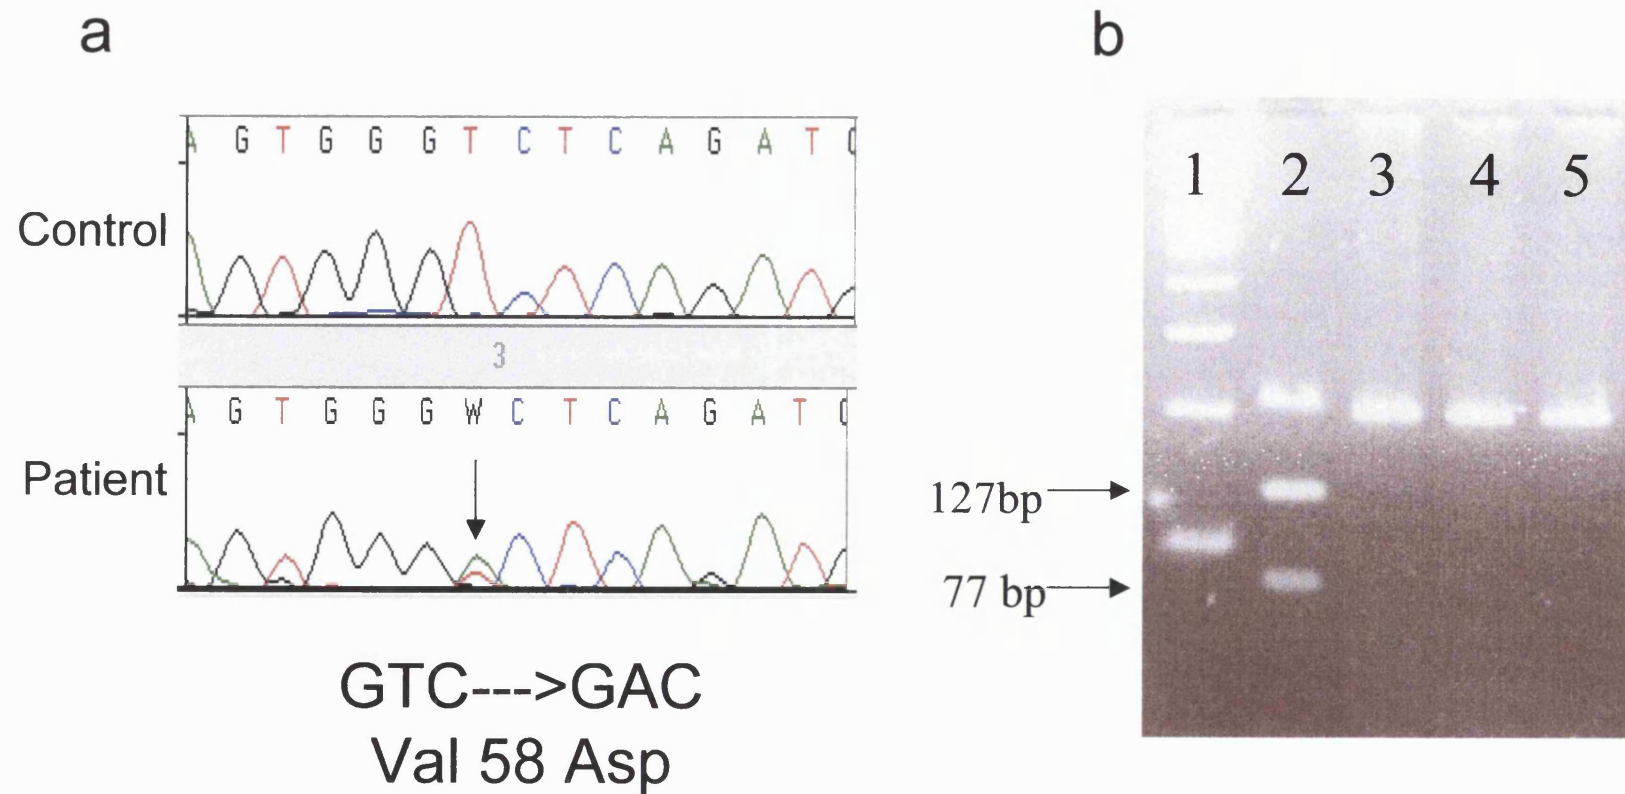 a
A G T G G G T C T C A G A T C
Control
3
A G T G G G W C T C A G A T C
Patient
GTC--->GAC
Val 58 Asp
b
1 2 3 4 5
127bp
77 bp